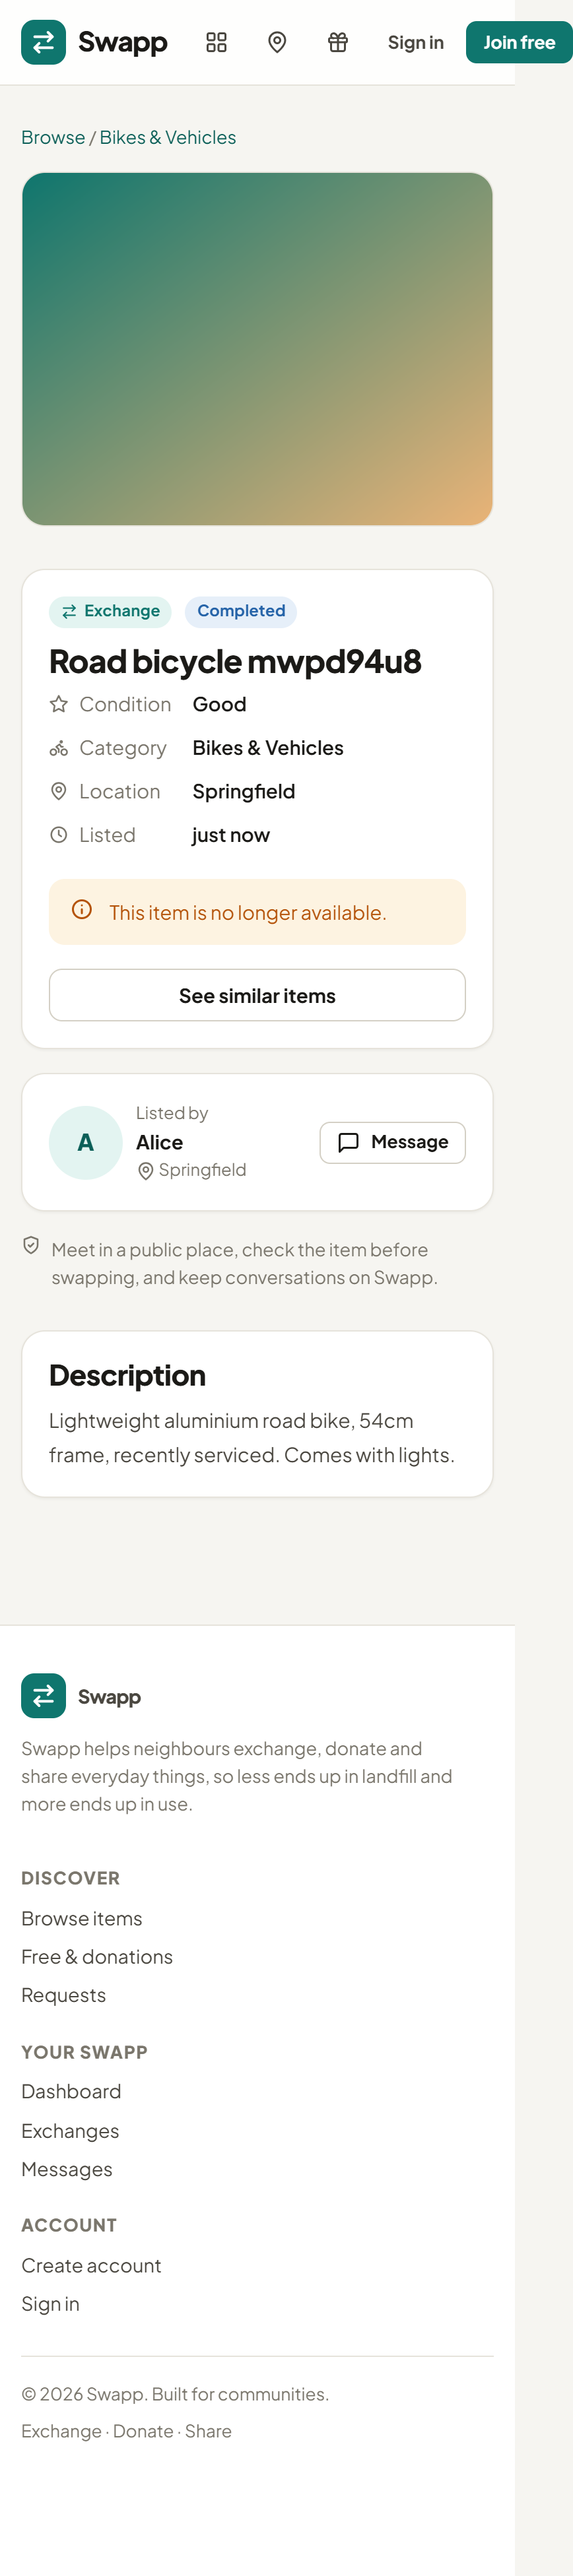 Swapp
Sign in
Join free
Browse / Bikes & Vehicles
Exchange
Completed
Road bicycle mwpd94u8
Condition Good
Category Bikes & Vehicles
Location Springfield
Listed just now
This item is no longer available.
See similar items
A
Listed by
Alice
Springfield
Message
Meet in a public place, check the item before
swapping, and keep conversations on Swapp.
Description
Lightweight aluminium road bike, 54cm
frame, recently serviced. Comes with lights.
Swapp
Swapp helps neighbours exchange, donate and
share everyday things, so less ends up in landfill and
more ends up in use.
DISCOVER
Browse items
Free & donations
Requests
YOUR SWAPP
Dashboard
Exchanges
Messages
ACCOUNT
Create account
Sign in
© 2026 Swapp. Built for communities.
Exchange · Donate · Share